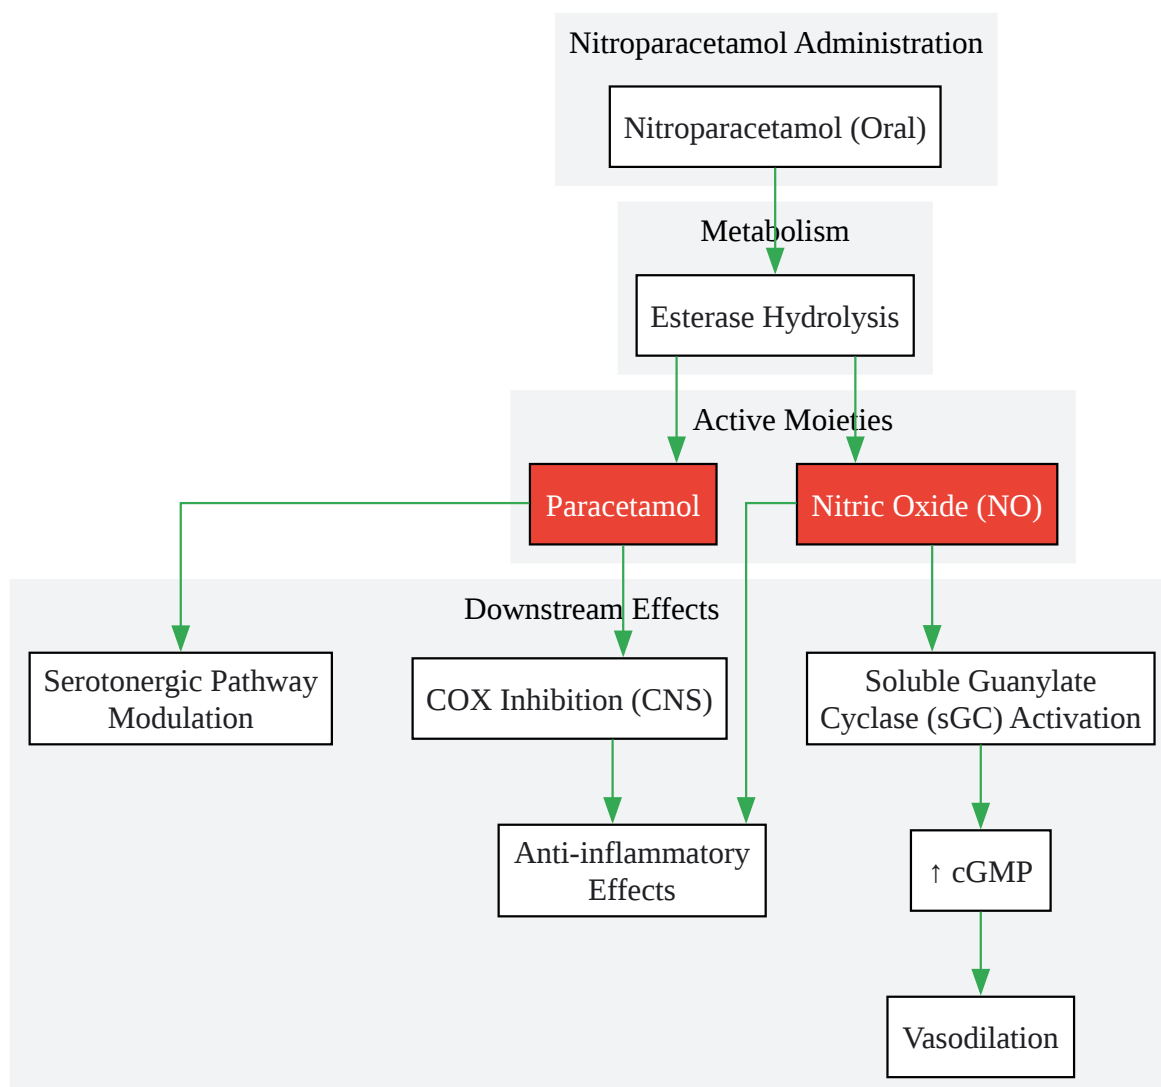 Nitroparacetamol Administration
Nitroparacetamol (Oral)
Metabolism
Esterase Hydrolysis
Active Moieties
Paracetamol
Nitric Oxide (NO)
Downstream Effects
Serotonergic Pathway
Modulation
COX Inhibition (CNS)
Soluble Guanylate
Cyclase (sGC) Activation
Anti-inflammatory
Effects
↑ cGMP
Vasodilation